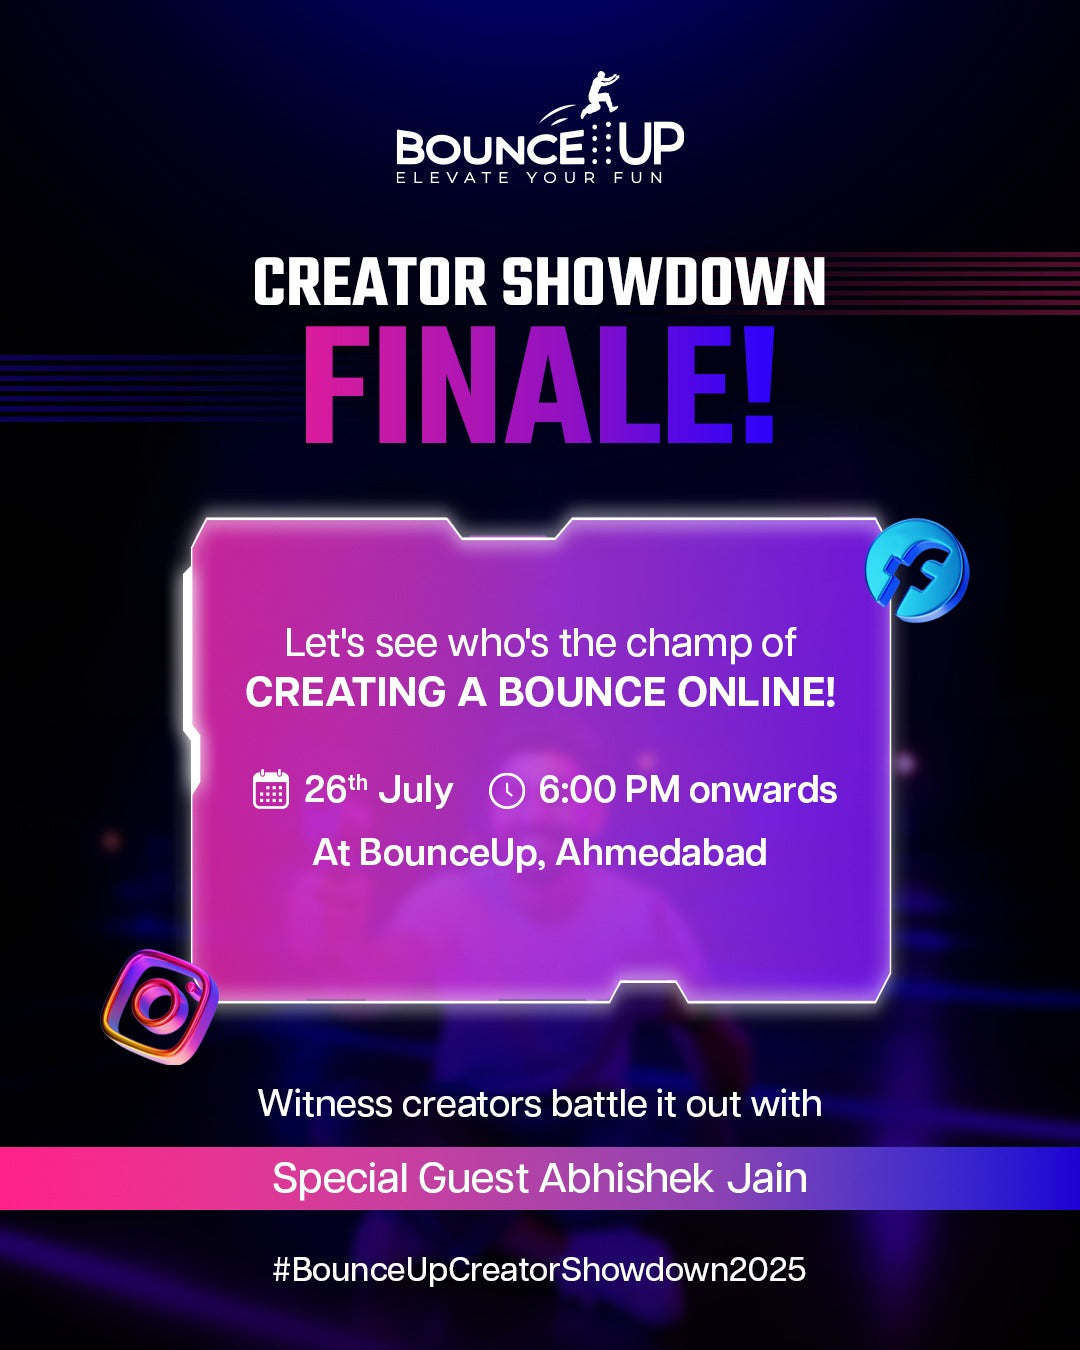 BOUNCE UP
ELEVATE YOUR FUN
CREATOR SHOWDOWN
FINALE!
Let's see who's the champ of
CREATING A BOUNCE ONLINE!
26th July 6:00 PM onwards
At BounceUp, Ahmedabad
Witness creators battle it out with
Special Guest Abhishek Jain
#BounceUpCreatorShowdown2025